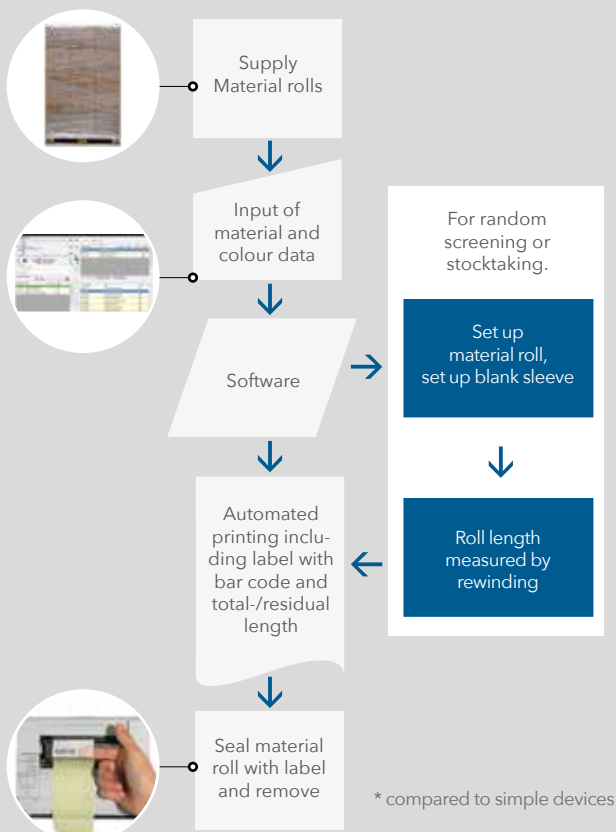 Supply
Material rolls
Input of
material and
colour data
Software
For random
screening or
stocktaking.
Set up
material roll,
set up blank sleeve
Roll length
measured by
rewinding
Automated
printing inclu-
ding label with
bar code and
total-/residual
length
Seal material
roll with label
and remove
* compared to simple devices